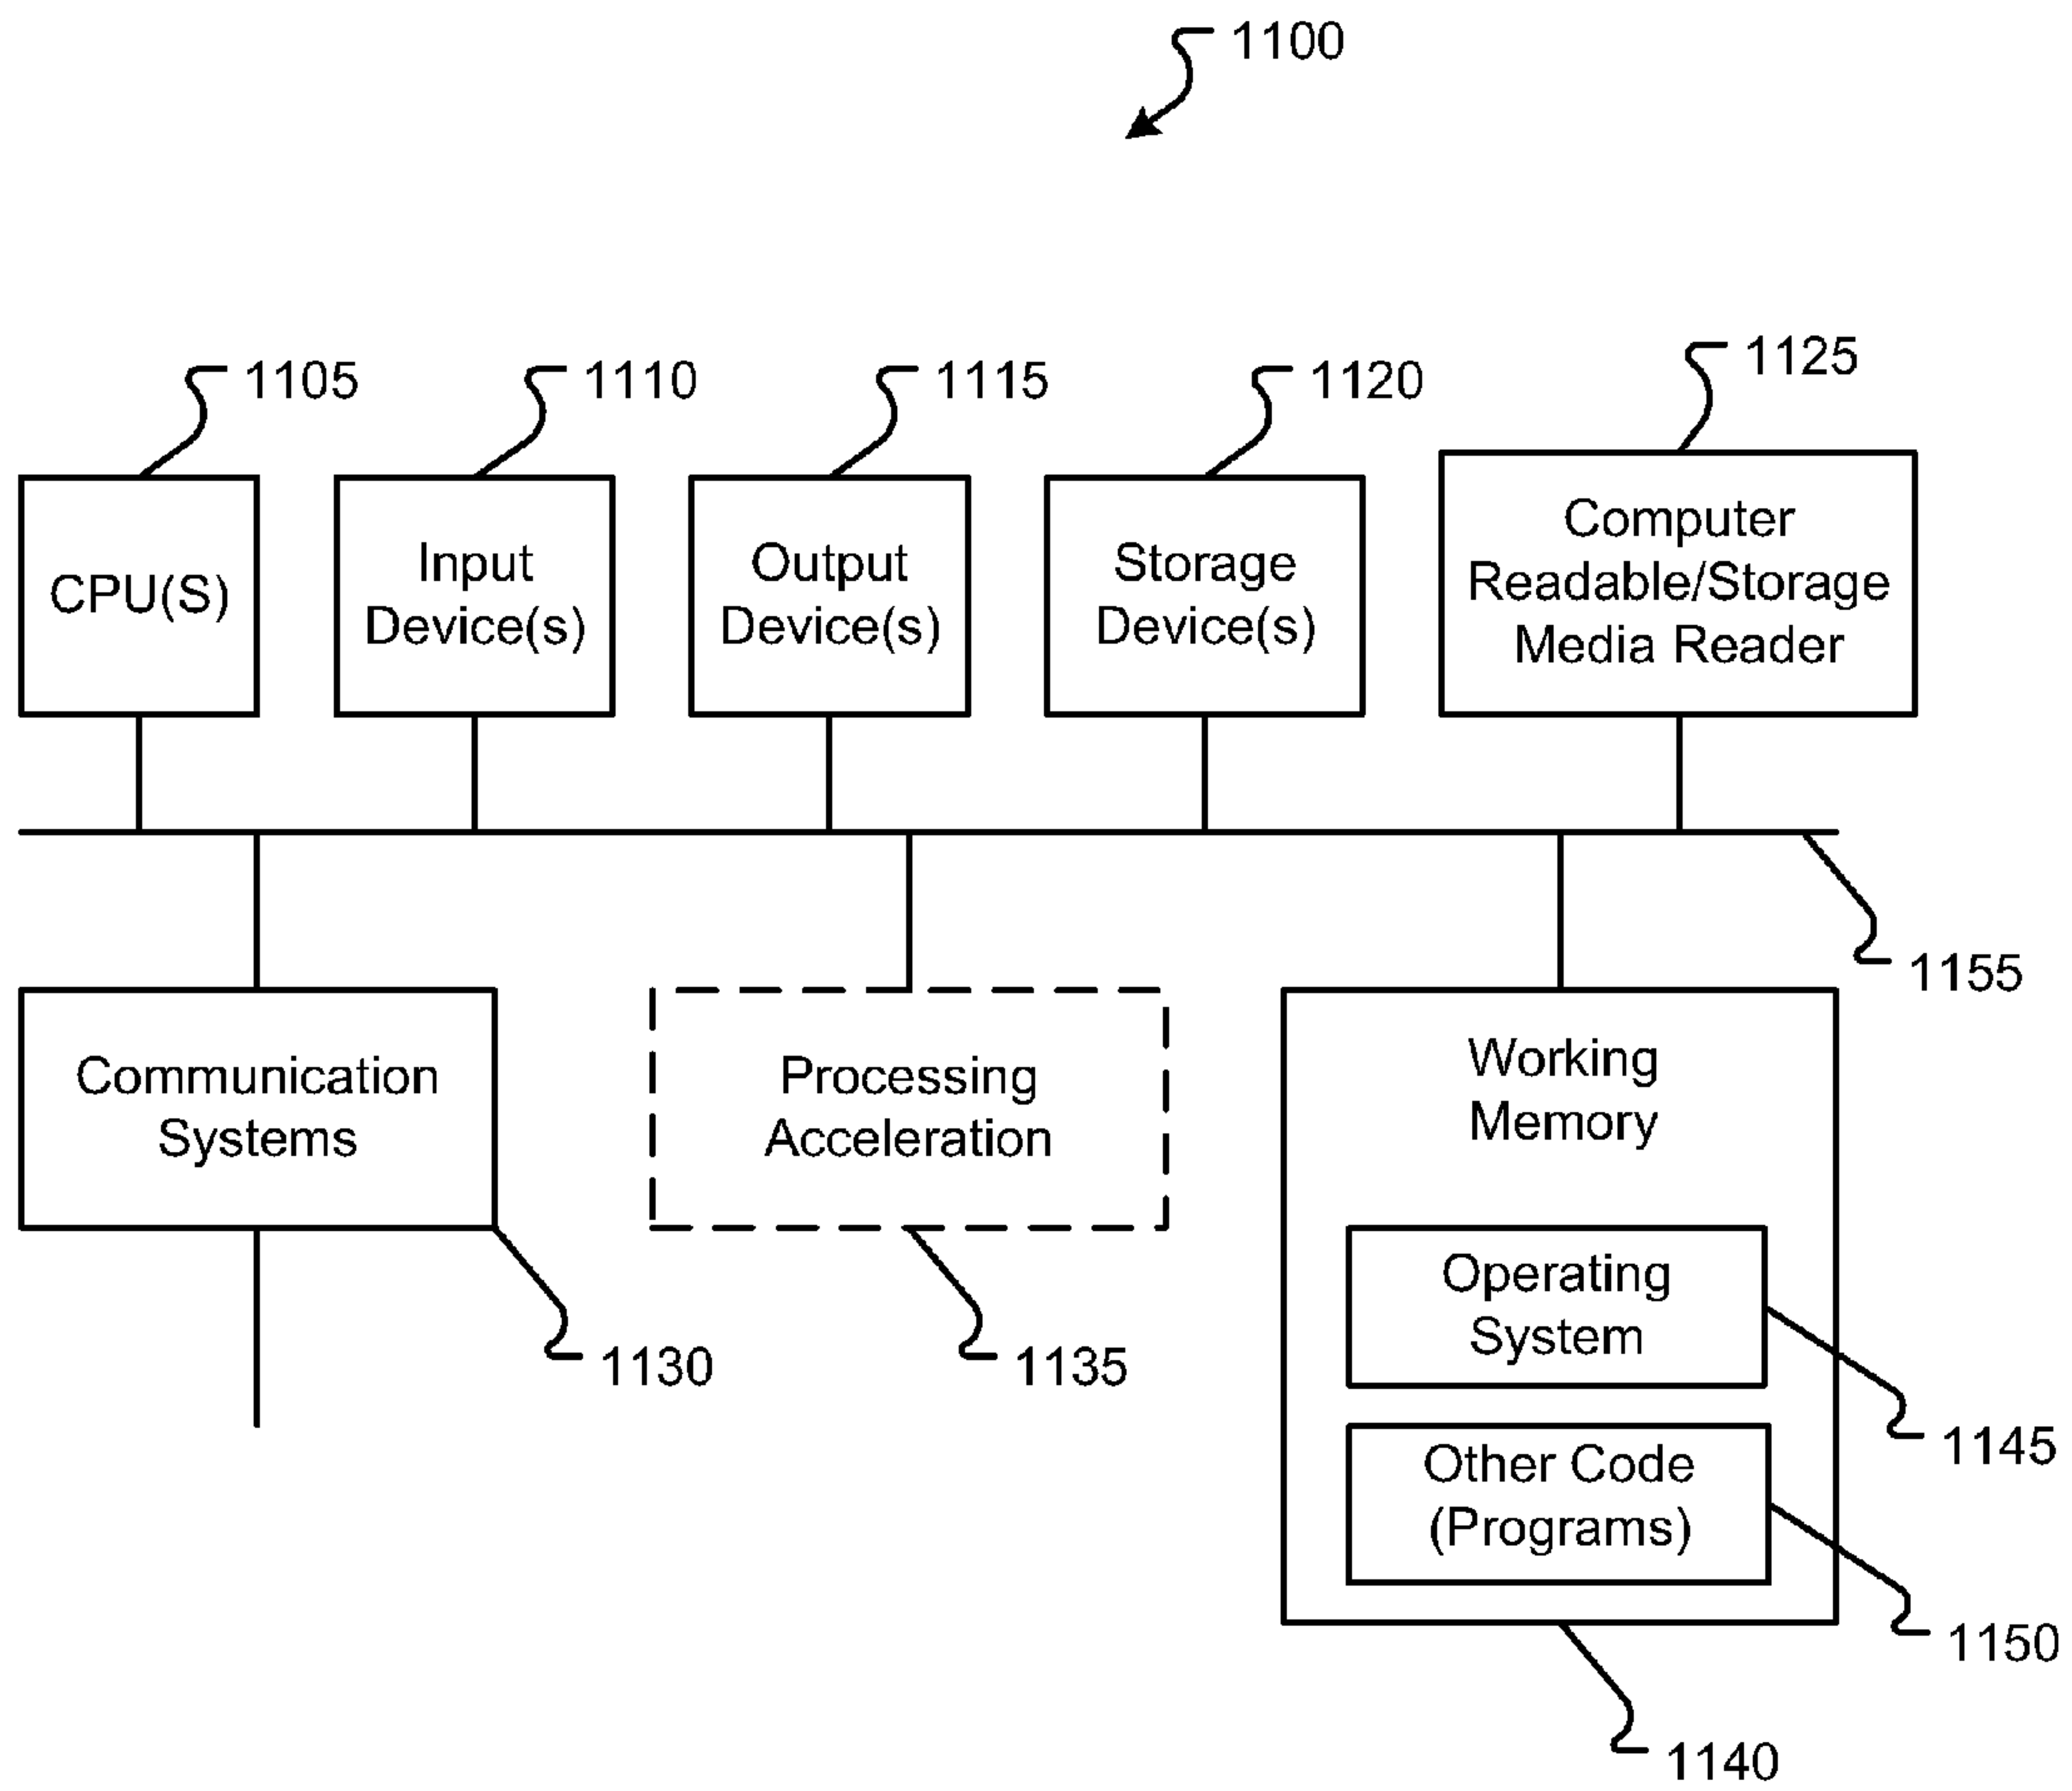 1100
1105
1110
1115
1120
1125
CPU(S)
Input
Device(s)
Output
Device(s)
Storage
Device(s)
Computer
Readable/Storage
Media Reader
1155
Communication
Systems
Processing
Acceleration
Working
Memory
Operating
System
Other Code
(Programs)
1130
1135
1145
1150
1140